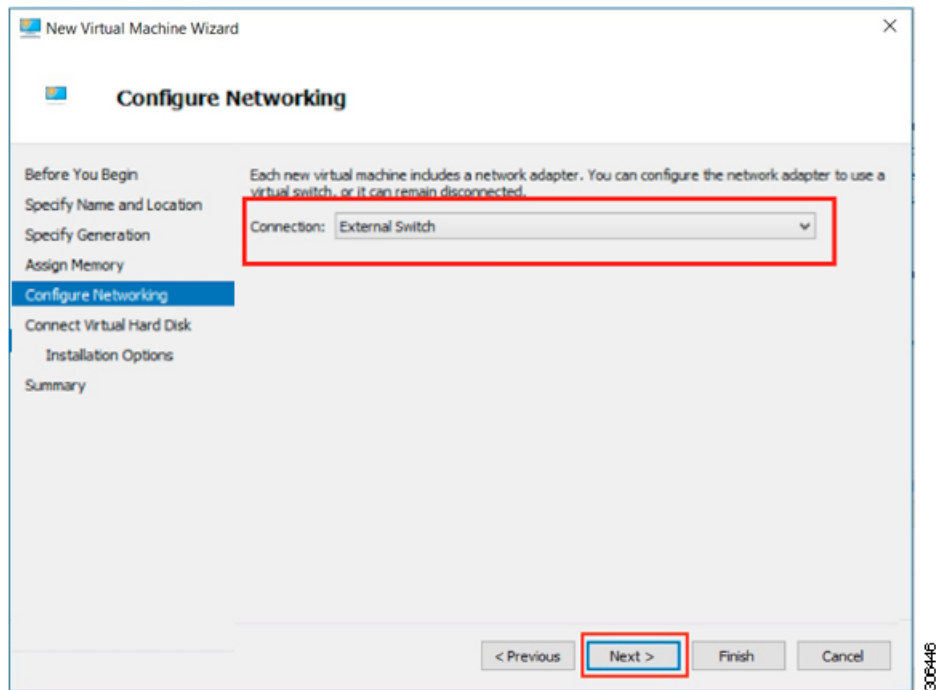 New Virtual Machine Wizard
Configure Networking
Before You Begin
Specify Name and Location
Specify Generation
Assign Memory
Configure Networking
Connect Virtual Hard Disk
Installation Options
Summary
Each new virtual machine includes a network adapter. You can configure the network adapter to use a
virtual switch, or it can remain disconnected.
Connection: External Switch
< Previous
Next >
Finish
Cancel
306446